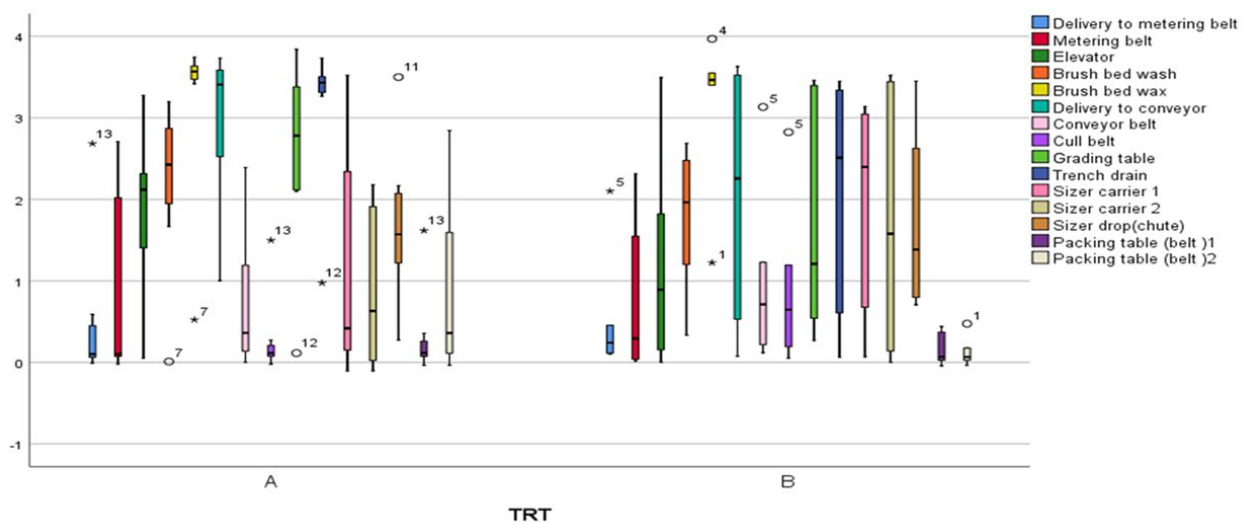 4
3
2
1
0
-1
13
7
7
13
12
12
11
13
5
4
1
5
5
1
A
B
TRT
Delivery to metering belt
Metering belt
Elevator
Brush bed wash
Brush bed wax
Delivery to conveyor
Conveyor belt
Cull belt
Grading table
Trench drain
Sizer carrier 1
Sizer carrier 2
Sizer drop(chute)
Packing table (belt )1
Packing table (belt )2